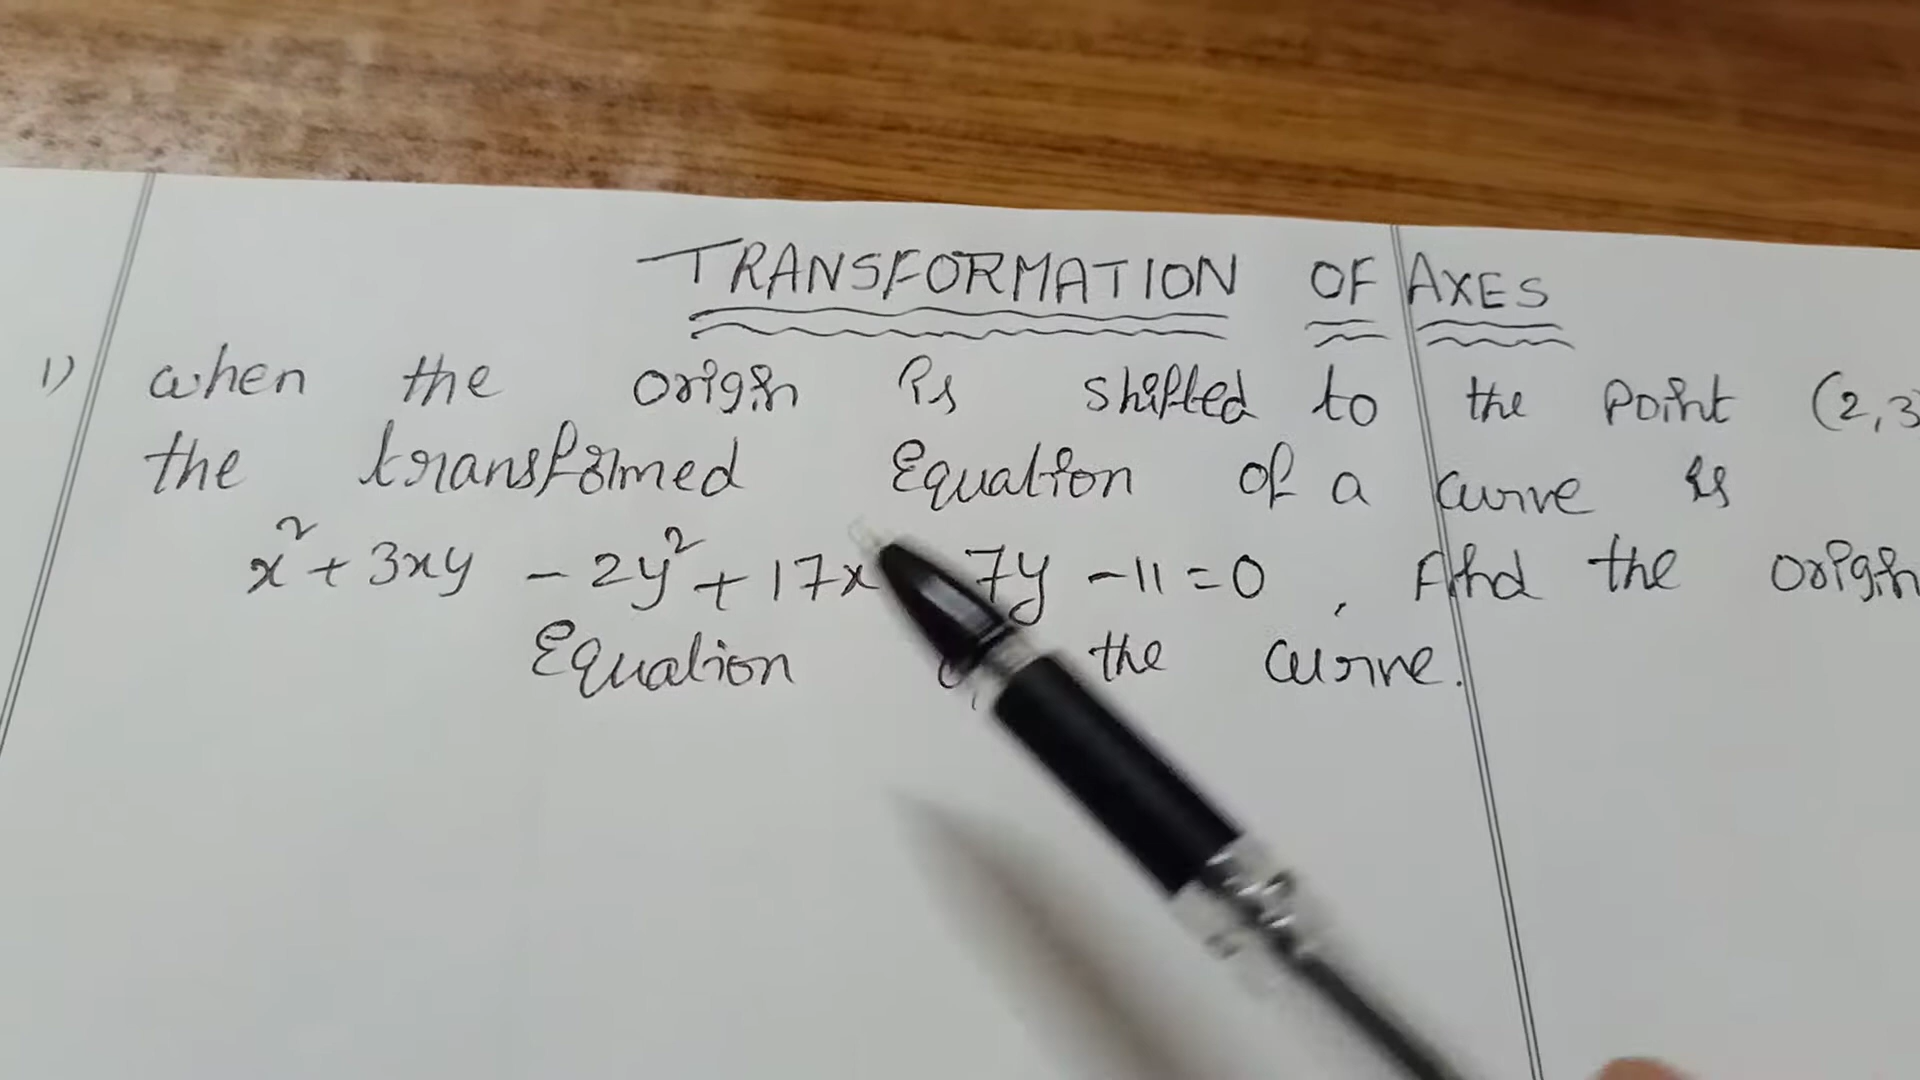 TRANSFORMATION OF AXES
1) when the origin is shifted to the point (2,3
the transformed Equation of a curve is
x² + 3xy - 2y² + 17x 7y - 11 = 0, find the origin
Equation the curve.